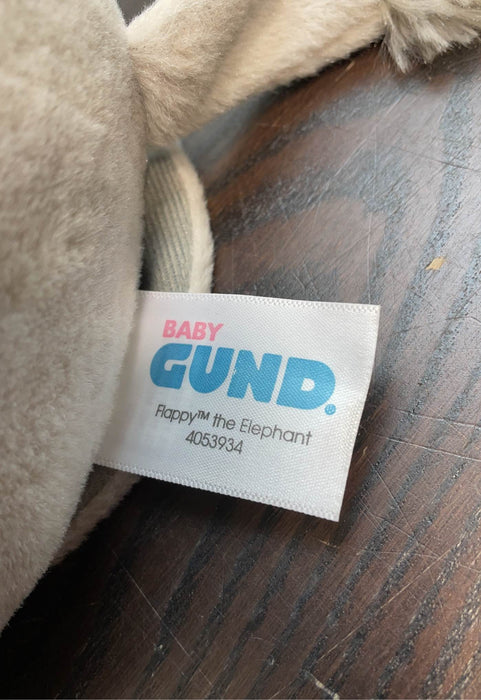 BABY
GUND®
Flappy™ the Elephant
4053934